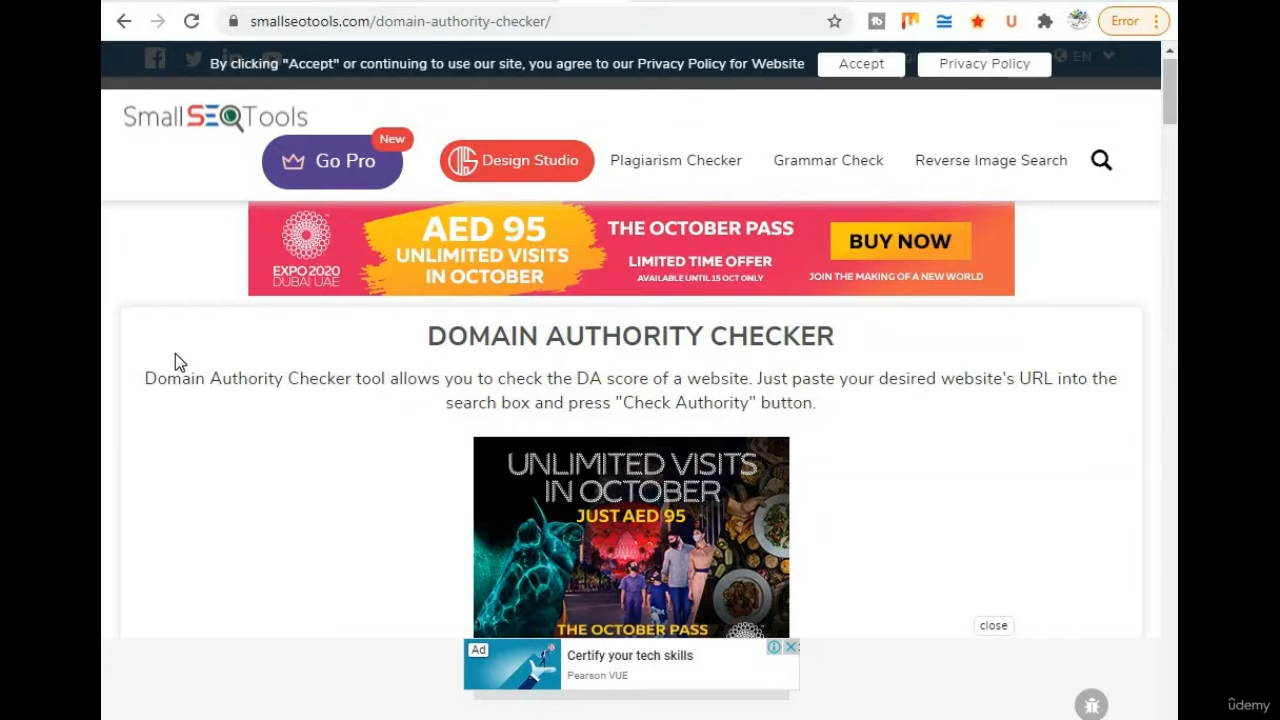 smallseotools.com/domain-authority-checker/
Error
By clicking "Accept" or continuing to use our site, you agree to our Privacy Policy for Website
Accept
Privacy Policy
EN
SmallSEOTools
New
Go Pro
Design Studio
Plagiarism Checker
Grammar Check
Reverse Image Search
EXPO2020
DUBAI UAE
AED 95
UNLIMITED VISITS
IN OCTOBER
THE OCTOBER PASS
LIMITED TIME OFFER
AVAILABLE UNTIL 15 OCT ONLY
BUY NOW
JOIN THE MAKING OF A NEW WORLD
DOMAIN AUTHORITY CHECKER
Domain Authority Checker tool allows you to check the DA score of a website. Just paste your desired website's URL into the
search box and press "Check Authority" button.
UNLIMITED VISITS
IN OCTOBER
JUST AED 95
THE OCTOBER PASS
close
Ad
Certify your tech skills
Pearson VUE
ûdemy